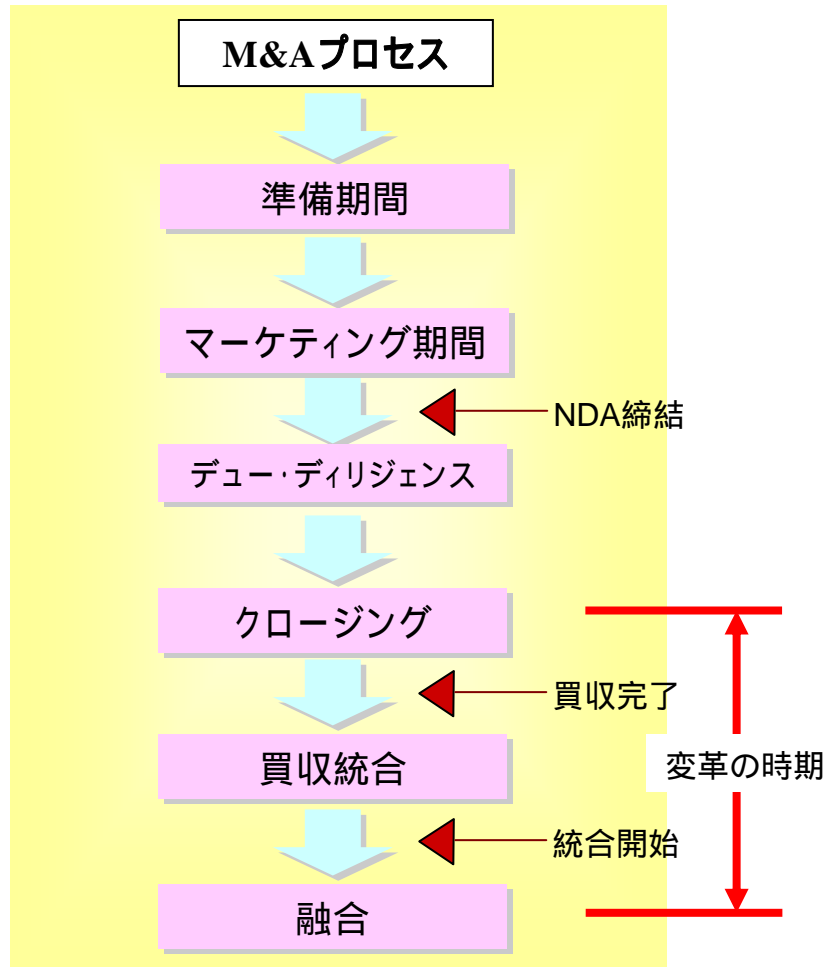 M&Aプロセス
準備期間
マーケティング期間
NDA締結
デュー・ディリジェンス
クロージング
買収完了
買収統合
変革の時期
統合開始
融合